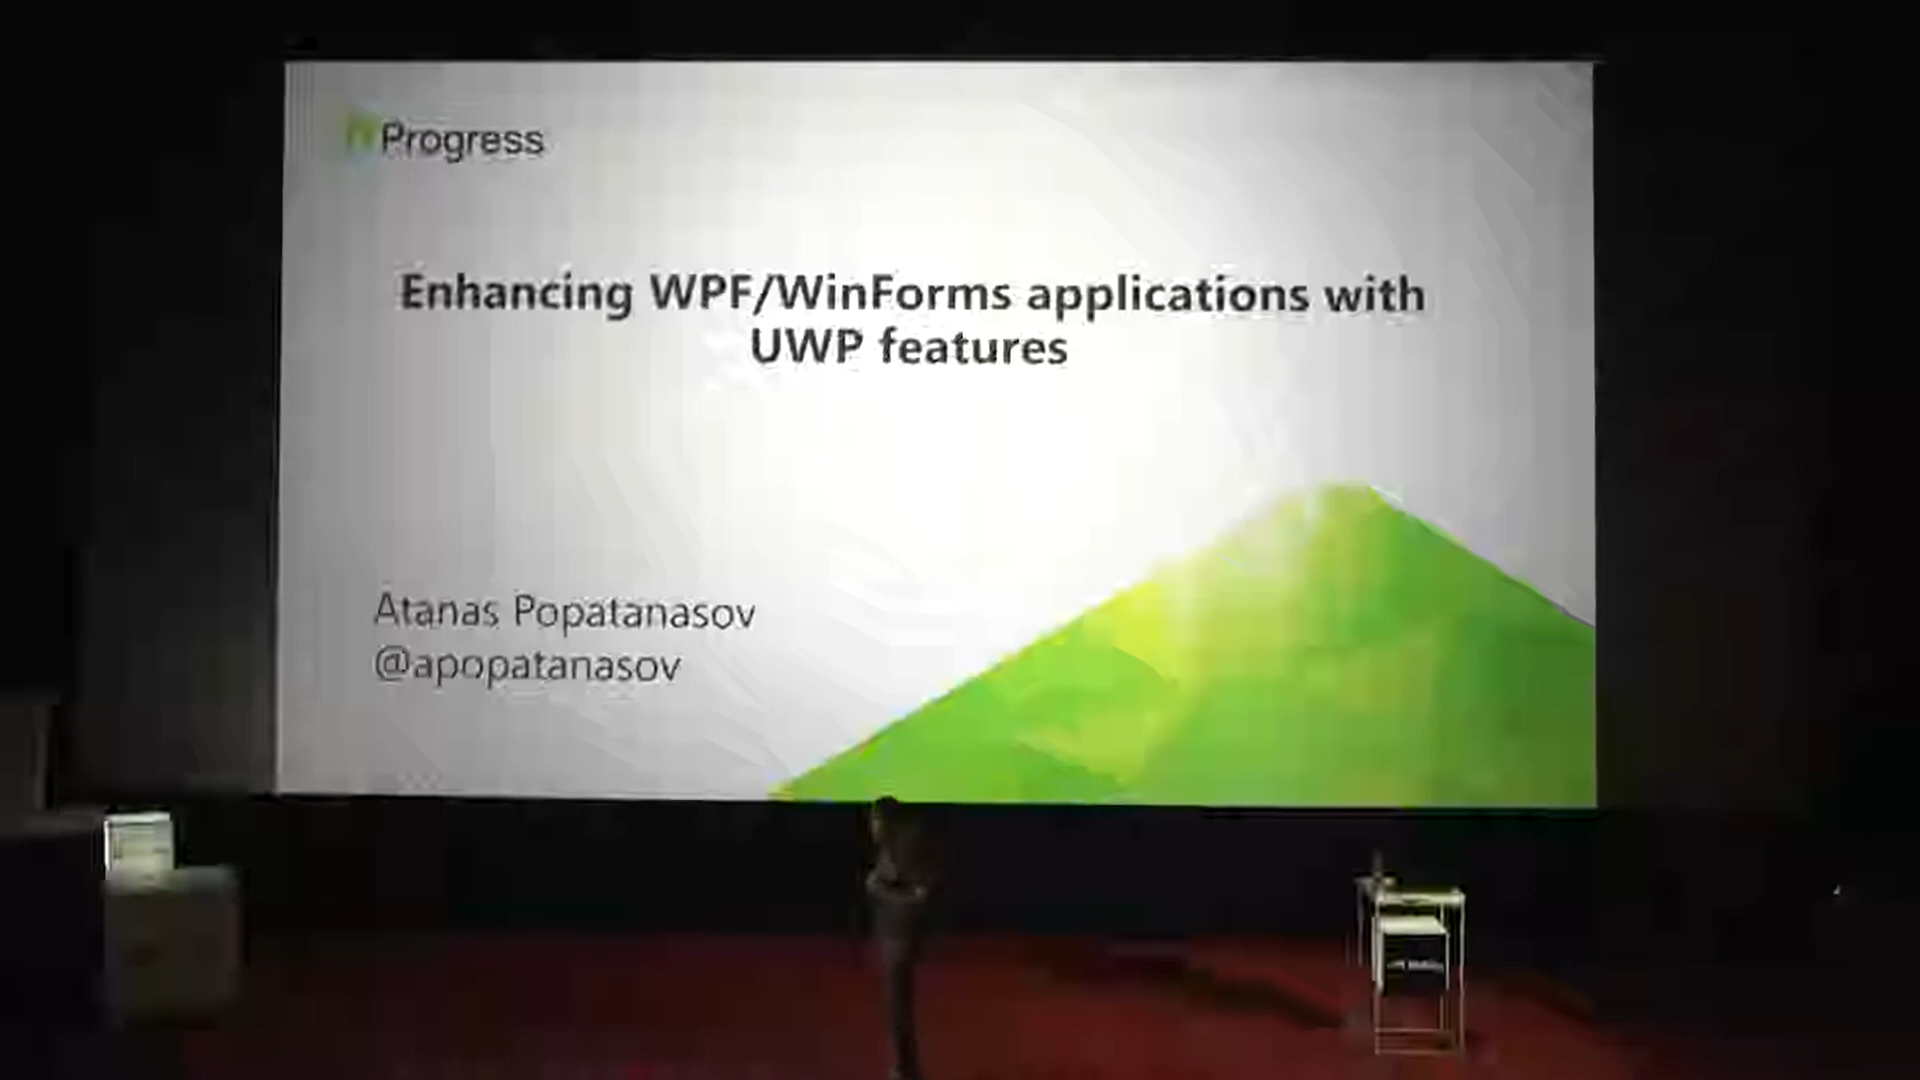 Progress
Enhancing WPF/WinForms applications with
UWP features
Atanas Popatanasov
@apopatanasov